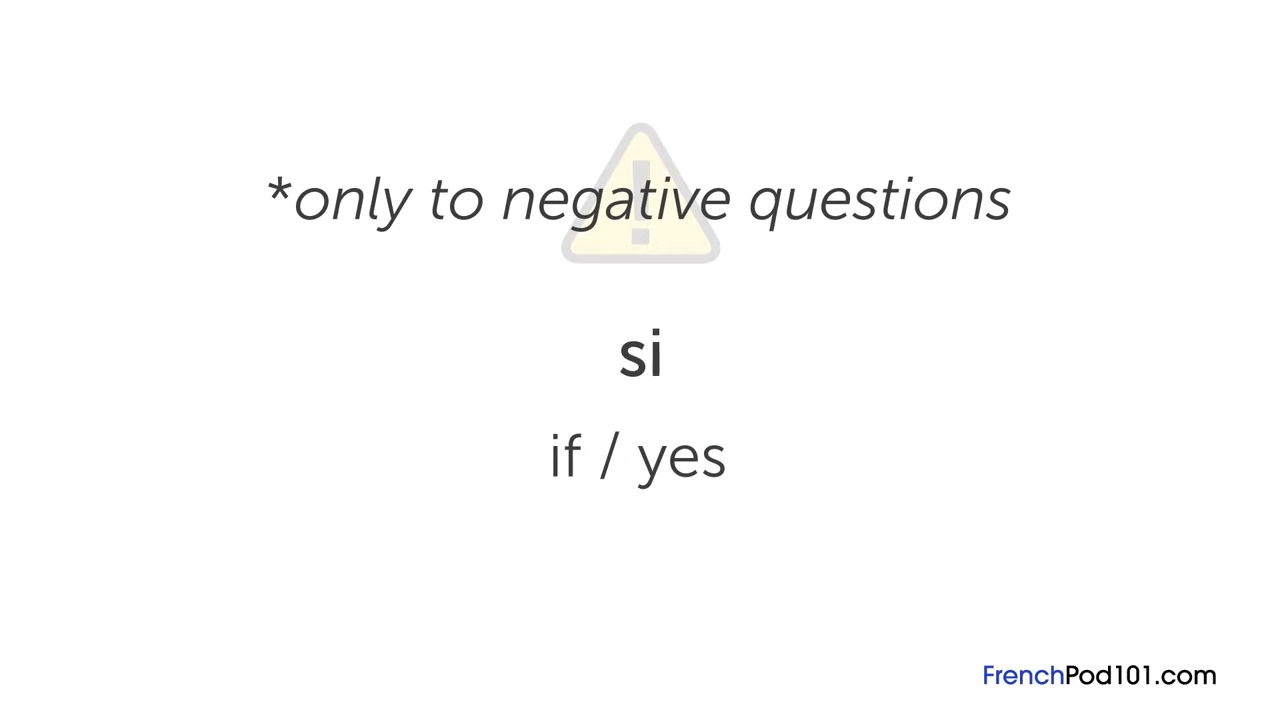 *only to negative questions
si
if / yes
FrenchPod101.com